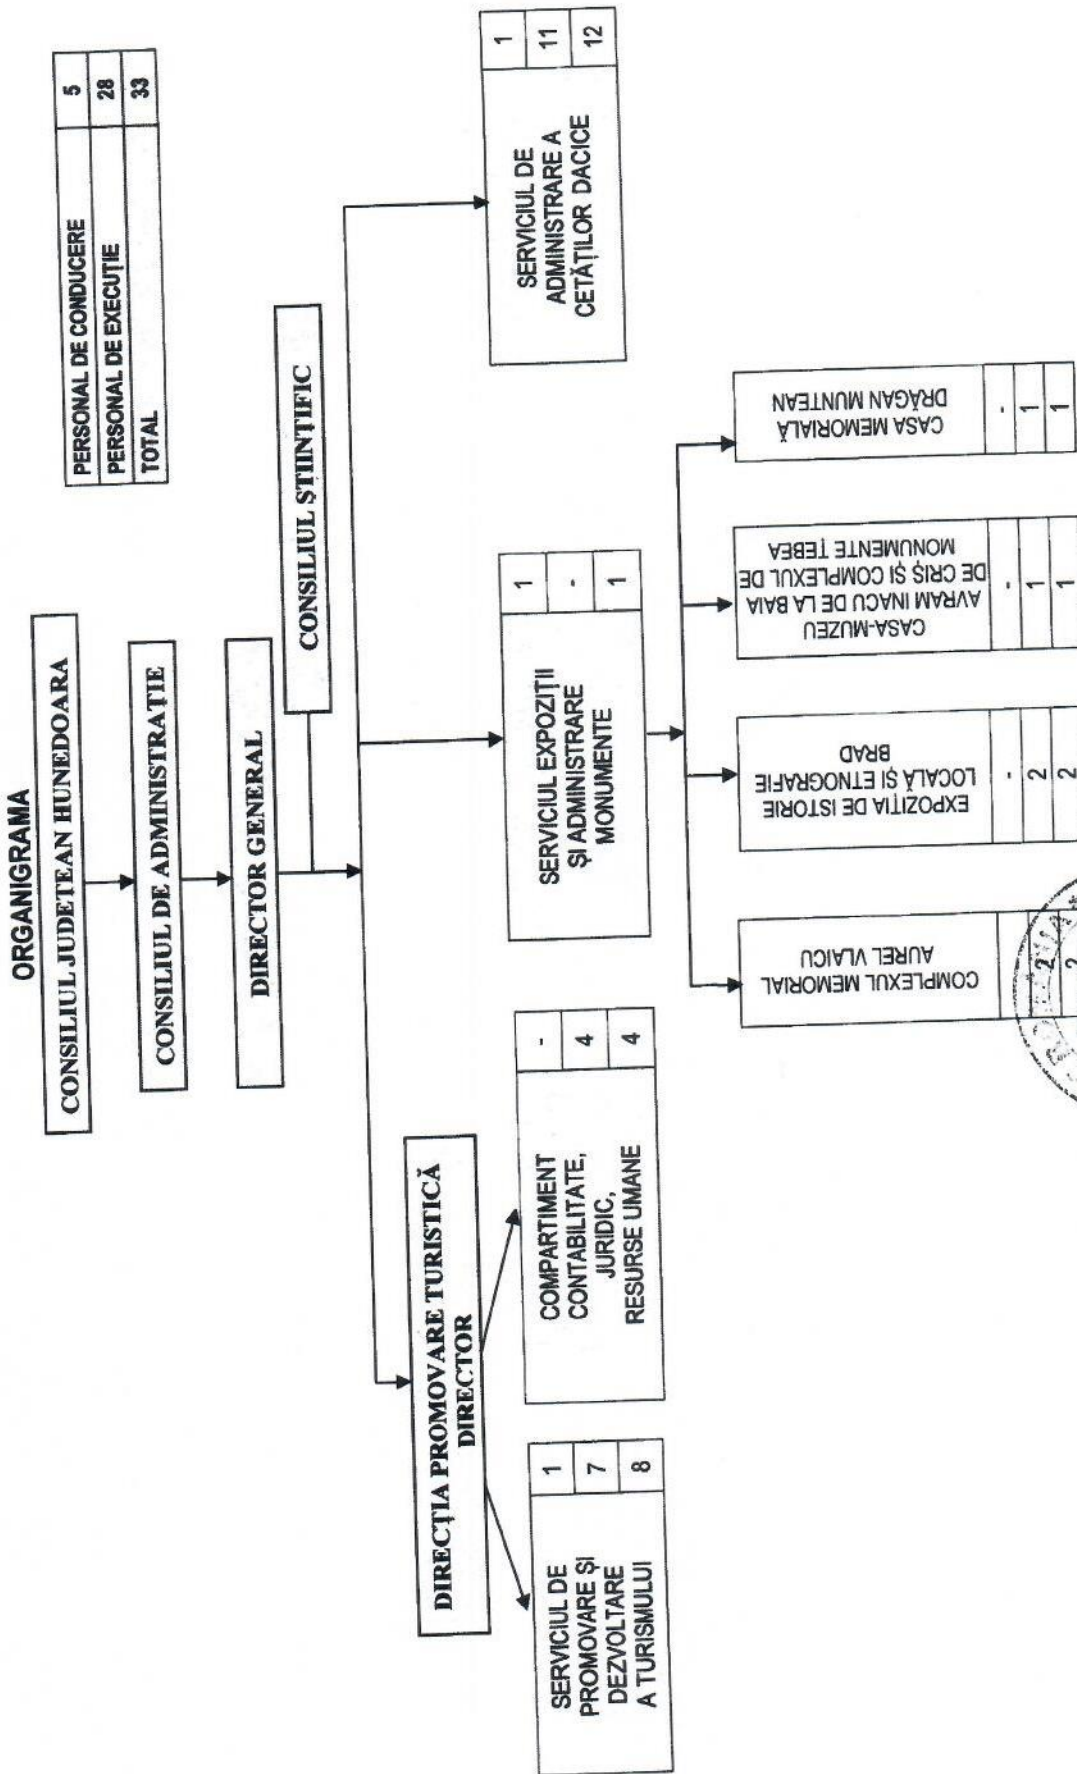 ORGANIGRAMA
CONSILIUL JUDEȚEAN HUNEDOARA
PERSONAL DE CONDUCERE 5
PERSONAL DE EXECUȚIE 28
TOTAL 33
CONSILIUL DE ADMINISTRAȚIE
DIRECTOR GENERAL
CONSILIUL ȘTIINȚIFIC
DIRECȚIA PROMOVARE TURISTICĂ
DIRECTOR
SERVICIUL DE
PROMOVARE ȘI
DEZVOLTARE
A TURISMULUI
1
7
8
COMPARTIMENT
CONTABILITATE,
JURIDIC,
RESURSE UMANE
-
4
4
SERVICIUL EXPOZIȚII
ȘI ADMINISTRARE
MONUMENTE
1
-
1
SERVICIUL DE
ADMINISTRARE A
CETĂȚILOR DACICE
1
11
12
COMPLEXUL MEMORIAL
AUREL VLAICU
-
2
2
EXPOZIȚIA DE ISTORIE
LOCALĂ ȘI ETNOGRAFIE
BRAD
-
2
2
CASA-MUZEU
AVRAM INACU DE LA BAIA
DE CRIȘ ȘI COMPLEXUL DE
MONUMENTE ȚEBEA
-
1
1
CASA MEMORIALĂ
DRĂGAN MUNTEAN
-
1
1